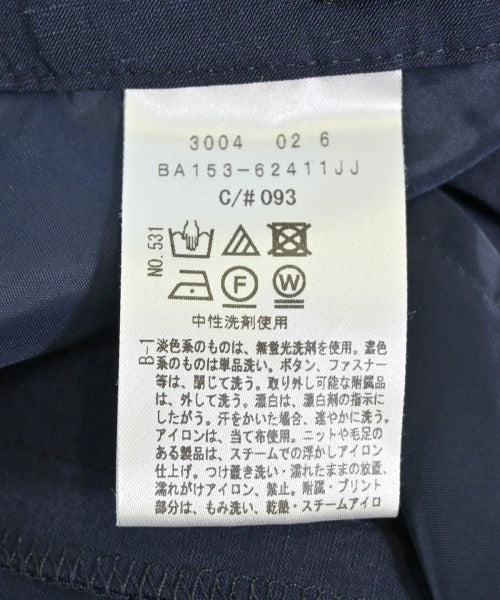 3004 02 6
BA153-62411JJ
C/# 093
NO. 531
F
W
中性洗剤使用
B-1
淡色系のものは、無蛍光洗剤を使用。濃色
系のものは単品洗い。ボタン、ファスナー
等は、閉じて洗う。取り外し可能な附属品
は、外して洗う。漂白は、漂白剤の指示に
したがう。汗をかいた場合、速やかに洗う。
アイロンは、当て布使用。ニットや毛足の
ある製品は、スチームでの浮かしアイロン
仕上げ。つけ置き洗い・濡れたままの放置、
濡れがけアイロン、禁止。附属・プリント
部分は、もみ洗い、乾熱・スチームアイロ